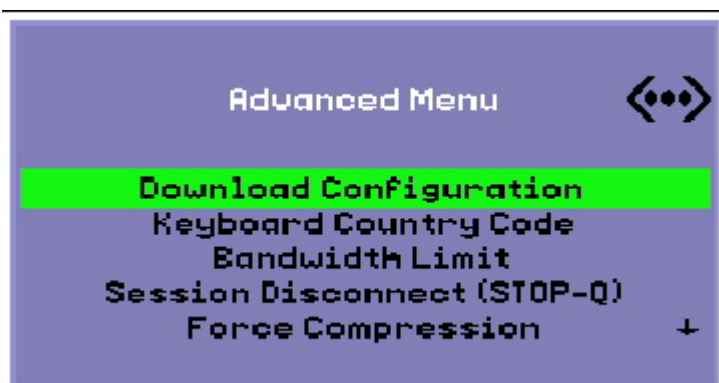 Advanced Menu
Download Configuration
Keyboard Country Code
Bandwidth Limit
Session Disconnect (STOP-Q)
Force Compression